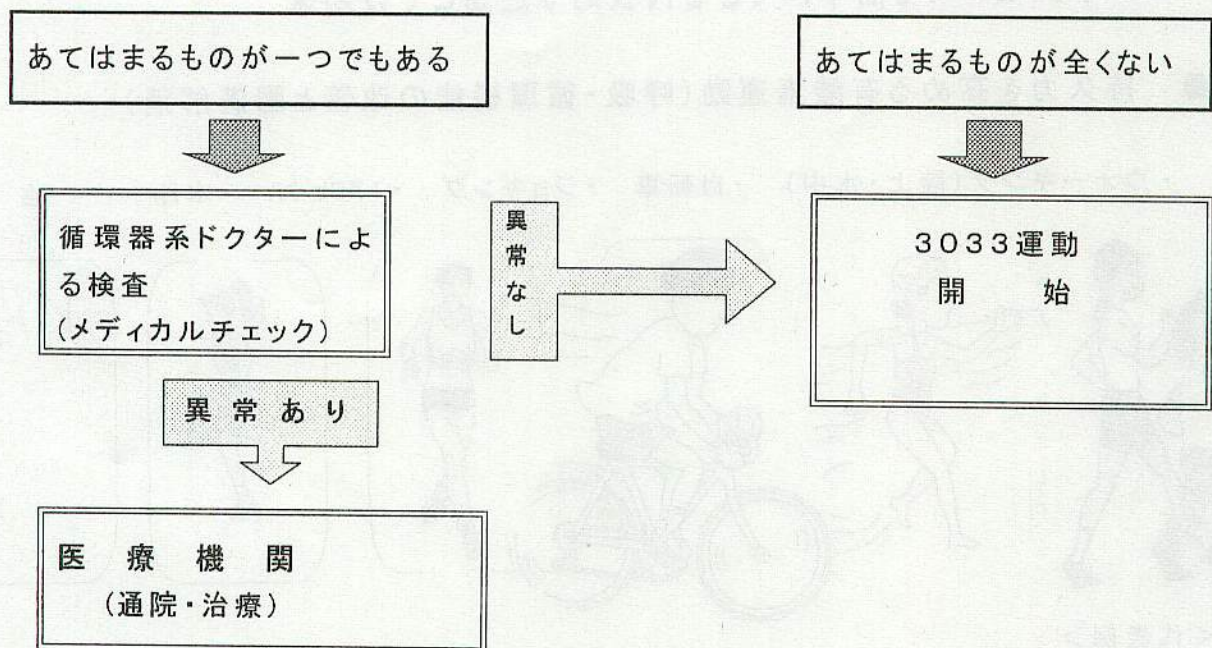 あてはまるものが一つでもある
あてはまるものが全くない
循環器系ドクターによ
る検査
(メディカルチェック)
異常なし
3033運動
開　始
異常あり
医療機関
(通院・治療)